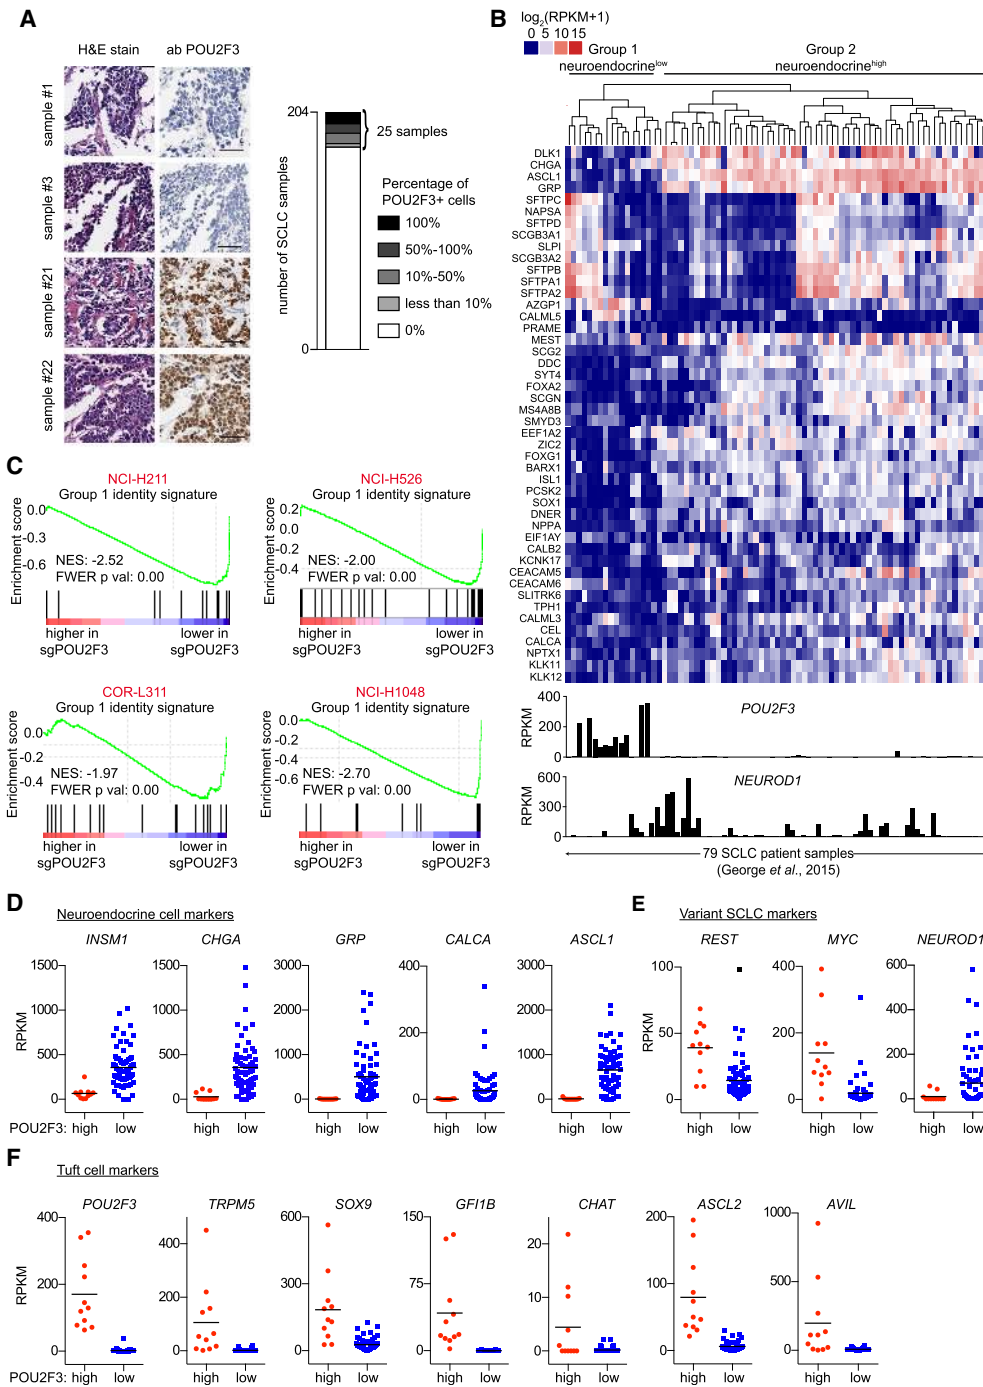 A
H&E stain
ab POU2F3
sample #1
sample #3
sample #21
sample #22
204
0
number of SCLC samples
25 samples
Percentage of
POU2F3+ cells
100%
50%-100%
10%-50%
less than 10%
0%
B
log2(RPKM+1)
0 5 10 15
Group 1
neuroendocrine low
Group 2
neuroendocrine high
DLK1
CHGA
ASCL1
GRP
SFTPC
NAPSA
SFTPD
SCGB3A1
SLPI
SCGB3A2
SFTPB
SFTPA1
SFTPA2
AZGP1
CALML5
PRAME
MEST
SCG2
DDC
SYT4
FOXA2
SCGN
MS4A8B
SMYD3
EEF1A2
ZIC2
FOXG1
BARX1
ISL1
PCSK2
SOX1
DNER
NPPA
EIF1AY
CALB2
KCNK17
CEACAM5
CEACAM6
SLITRK6
TPH1
CALML3
CEL
CALCA
NPTX1
KLK11
KLK12
400
200
0
RPKM
POU2F3
600
300
0
RPKM
NEUROD1
79 SCLC patient samples
(George et al., 2015)
C
NCI-H211
Group 1 identity signature
Enrichment score
0.0
-0.3
-0.6
NES: -2.52
FWER p val: 0.00
higher in
sgPOU2F3
lower in
sgPOU2F3
NCI-H526
Group 1 identity signature
Enrichment score
0.2
0.0
-0.2
-0.4
NES: -2.00
FWER p val: 0.00
higher in
sgPOU2F3
lower in
sgPOU2F3
COR-L311
Group 1 identity signature
Enrichment score
0.0
-0.2
-0.4
NES: -1.97
FWER p val: 0.00
higher in
sgPOU2F3
lower in
sgPOU2F3
NCI-H1048
Group 1 identity signature
Enrichment score
0.0
-0.2
-0.4
-0.6
NES: -2.70
FWER p val: 0.00
higher in
sgPOU2F3
lower in
sgPOU2F3
D
Neuroendocrine cell markers
INSM1
CHGA
GRP
CALCA
ASCL1
RPKM
1500
1000
500
0
1500
1000
500
0
3000
2000
1000
0
400
200
0
3000
2000
1000
0
POU2F3: high low
high low
high low
high low
high low
E
Variant SCLC markers
REST
MYC
NEUROD1
RPKM
100
50
0
400
200
0
600
400
200
0
high low
high low
high low
F
Tuft cell markers
POU2F3
TRPM5
SOX9
GFI1B
CHAT
ASCL2
AVIL
RPKM
400
200
0
400
200
0
600
300
0
150
75
0
20
10
0
200
100
0
1000
500
0
POU2F3: high low
high low
high low
high low
high low
high low
high low